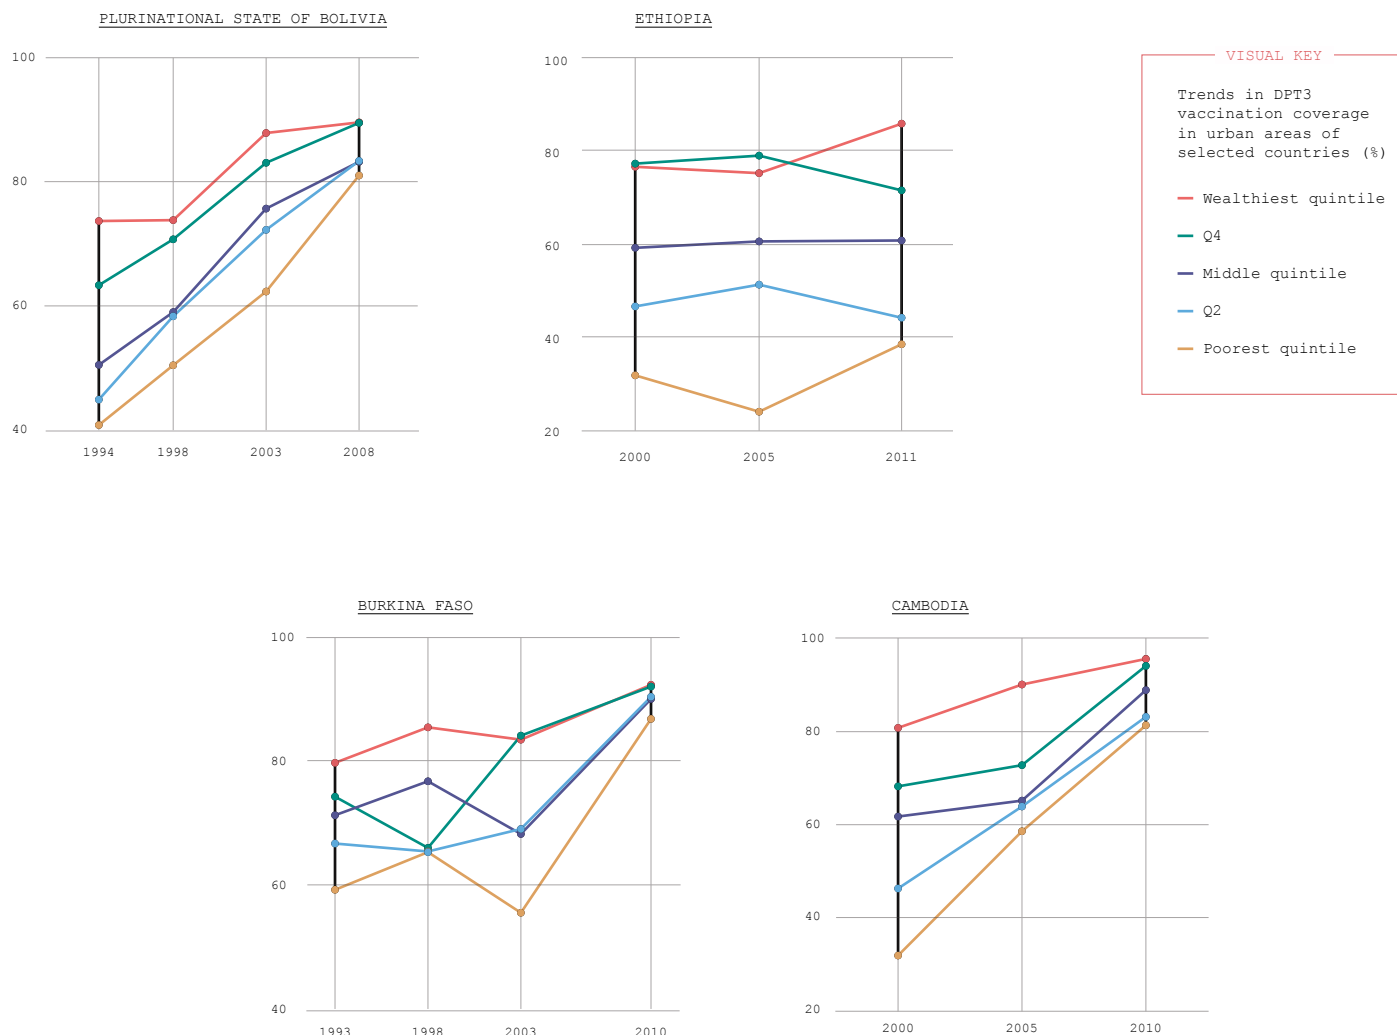 PLURINATIONAL STATE OF BOLIVIA
100
80
60
40
1994 1998 2003 2008
ETHIOPIA
100
80
60
40
20
2000 2005 2011
VISUAL KEY
Trends in DPT3
vaccination coverage
in urban areas of
selected countries (%)
Wealthiest quintile
Q4
Middle quintile
Q2
Poorest quintile
BURKINA FASO
100
80
60
40
1993 1998 2003 2010
CAMBODIA
100
80
60
40
20
2000 2005 2010